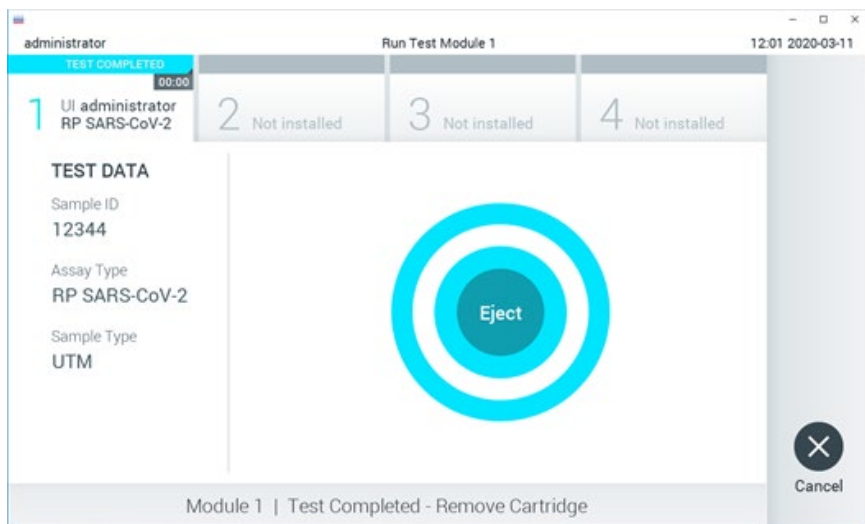 administrator Run Test Module 1 12:01 2020-03-11
TEST COMPLETED
00:00
1 UI administrator
RP SARS-CoV-2
2 Not installed
3 Not installed
4 Not installed
TEST DATA
Sample ID
12344
Assay Type
RP SARS-CoV-2
Sample Type
UTM
Eject
Cancel
Module 1 | Test Completed - Remove Cartridge